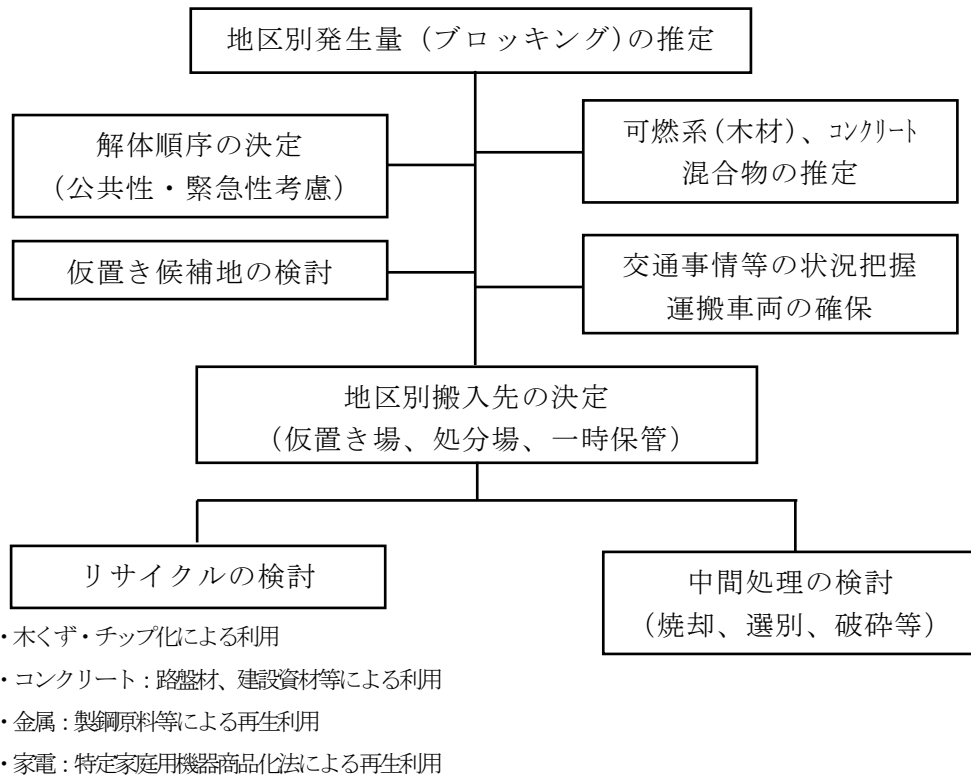 地区別発生量（ブロッキング）の推定
解体順序の決定
（公共性・緊急性考慮）
可燃系（木材）、コンクリート
混合物の推定
仮置き候補地の検討
交通事情等の状況把握
運搬車両の確保
地区別搬入先の決定
（仮置き場、処分場、一時保管）
リサイクルの検討
中間処理の検討
（焼却、選別、破砕等）
・木くず・チップ化による利用
・コンクリート：路盤材、建設資材等による利用
・金属：製鋼原料等による再生利用
・家電：特定家庭用機器商品化法による再生利用